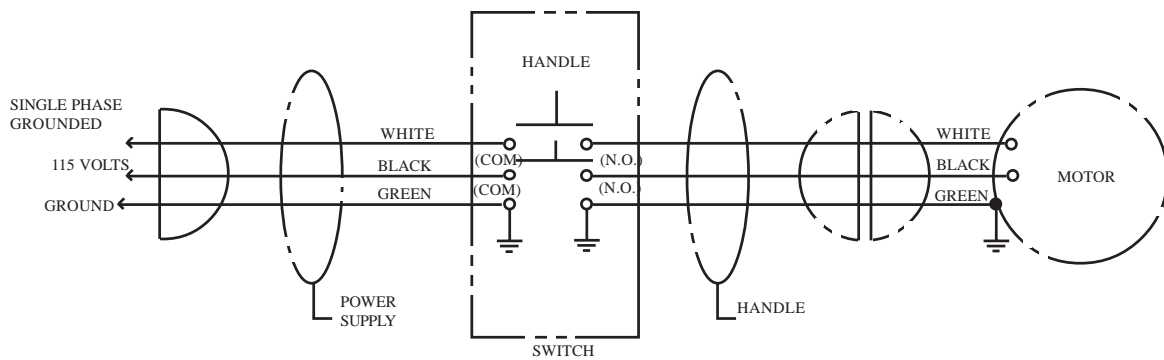 HANDLE
SINGLE PHASE
GROUNDED
WHITE
WHITE
(COM)
(N.O.)
115 VOLTS
BLACK
BLACK
MOTOR
(COM)
(N.O.)
GREEN
GREEN
GROUND
POWER
SUPPLY
HANDLE
SWITCH